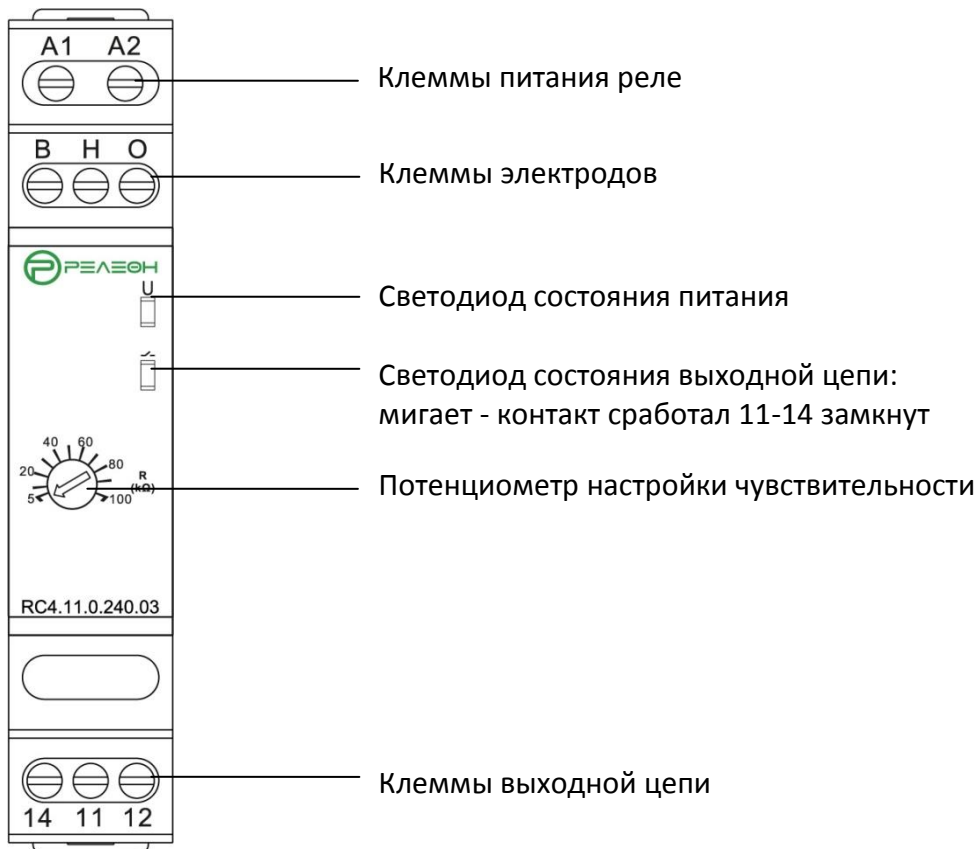 A1 A2
Клеммы питания реле
В Н О
Клеммы электродов
РЕЛЕОН
U
Светодиод состояния питания
Светодиод состояния выходной цепи:
мигает - контакт сработал 11-14 замкнут
40 60
20 80
5 100
R
(kΩ)
Потенциометр настройки чувствительности
RC4.11.0.240.03
Клеммы выходной цепи
14 11 12